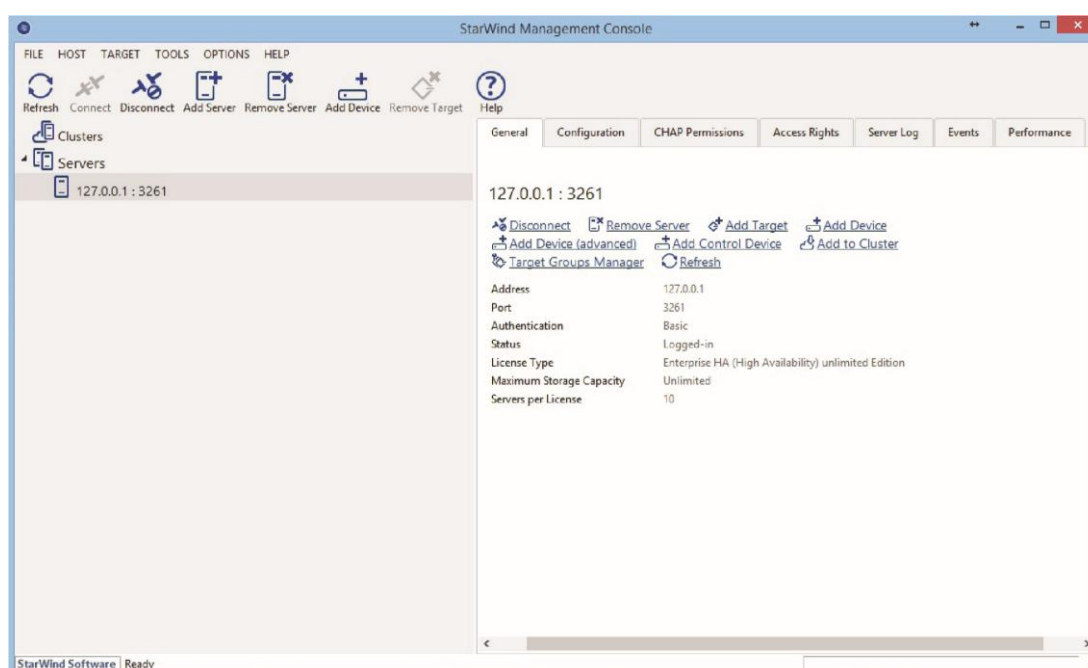 StarWind Management Console
FILE HOST TARGET TOOLS OPTIONS HELP
Refresh Connect Disconnect Add Server Remove Server Add Device Remove Target Help
Clusters
Servers
127.0.0.1 : 3261
General Configuration CHAP Permissions Access Rights Server Log Events Performance
127.0.0.1 : 3261
Disconnect Remove Server Add Target Add Device
Add Device (advanced) Add Control Device Add to Cluster
Target Groups Manager Refresh
Address 127.0.0.1
Port 3261
Authentication Basic
Status Logged-in
License Type Enterprise HA (High Availability) unlimited Edition
Maximum Storage Capacity Unlimited
Servers per License 10
StarWind Software Ready